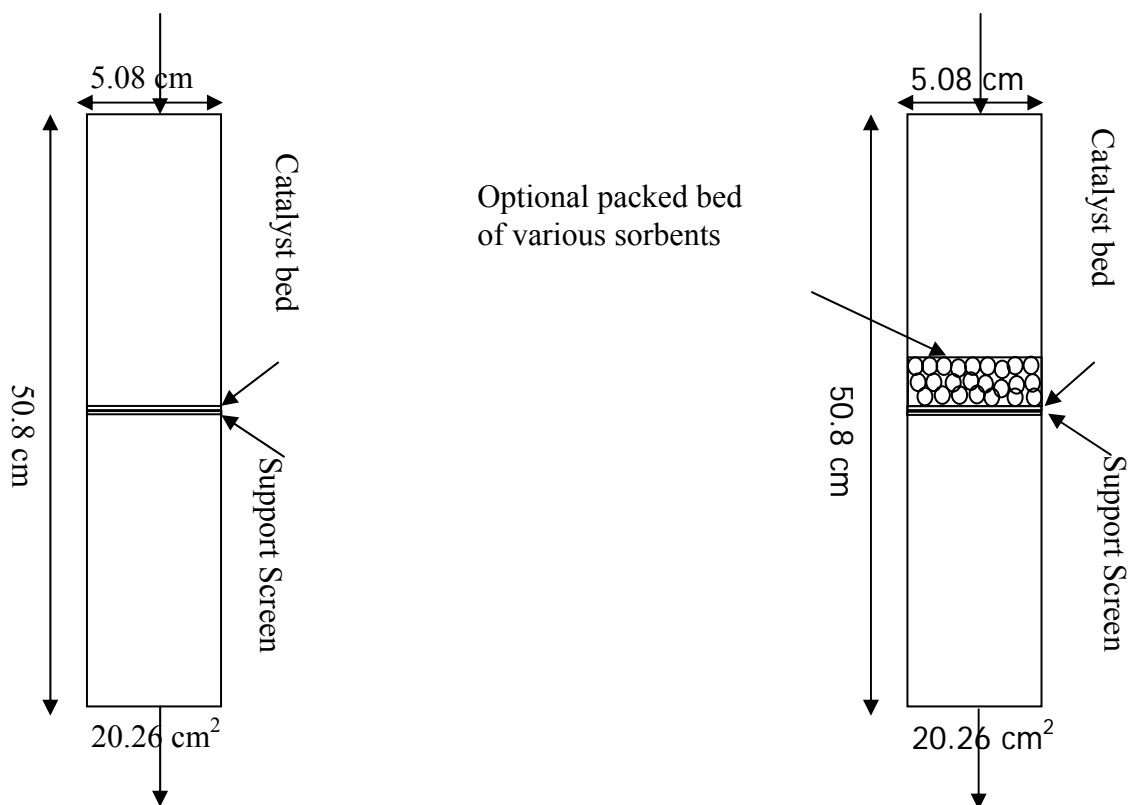 5.08 cm
Catalyst bed
50.8 cm
Support Screen
20.26 cm²
Optional packed bed
of various sorbents
5.08 cm
Catalyst bed
50.8 cm
Support Screen
20.26 cm²